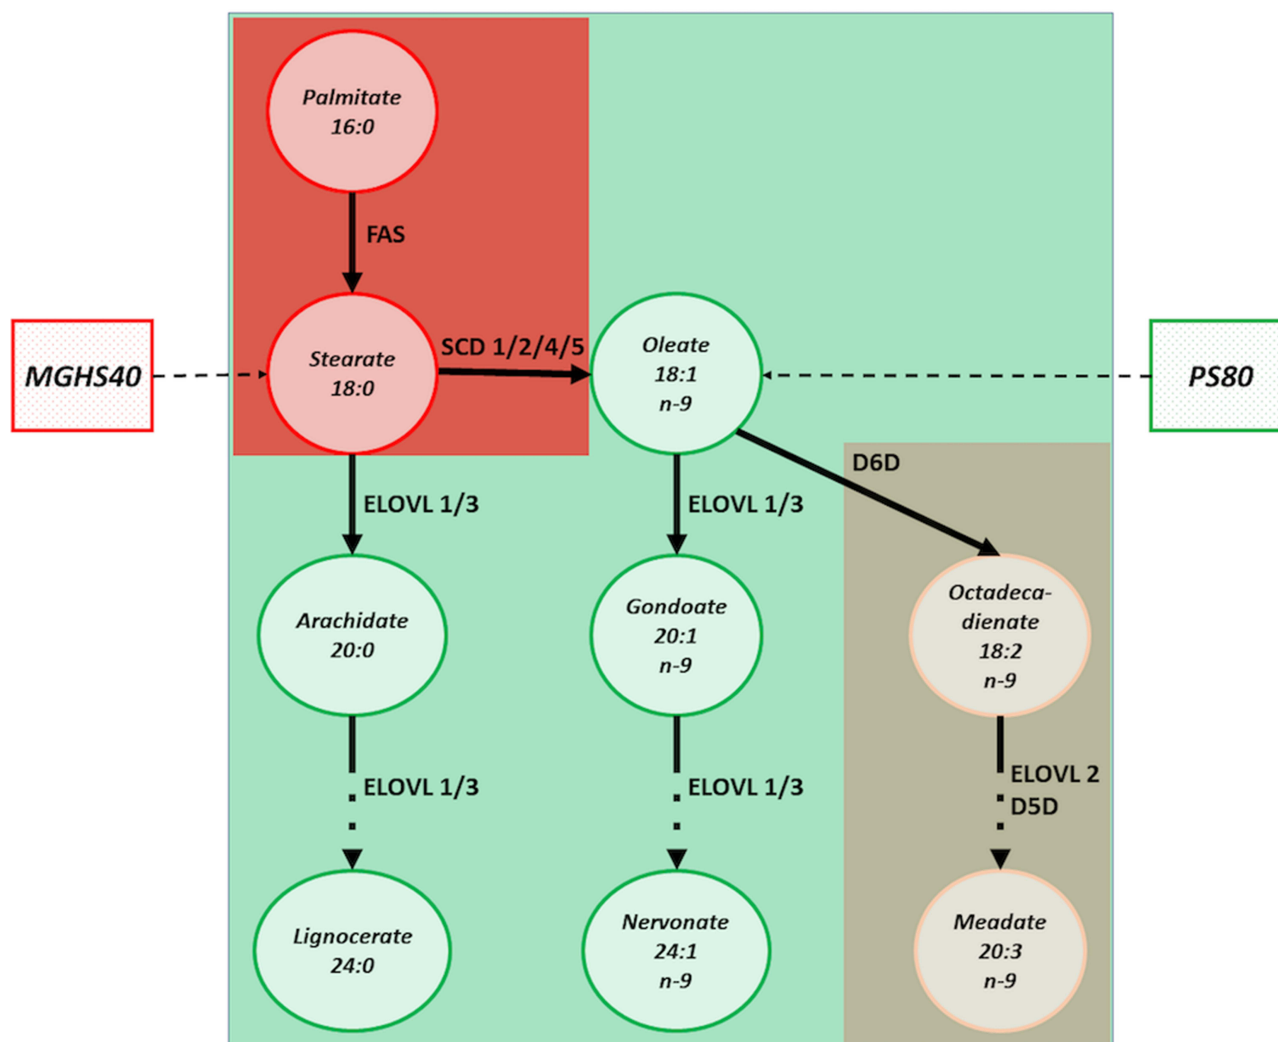 Palmitate
16:0
FAS
MGHS40
Stearate
18:0
SCD 1/2/4/5
Oleate
18:1
n-9
PS80
ELOVL 1/3
ELOVL 1/3
D6D
Arachidate
20:0
Gondoate
20:1
n-9
Octadeca-
dienate
18:2
n-9
ELOVL 1/3
ELOVL 1/3
ELOVL 2
D5D
Lignocerate
24:0
Nervonate
24:1
n-9
Meadate
20:3
n-9